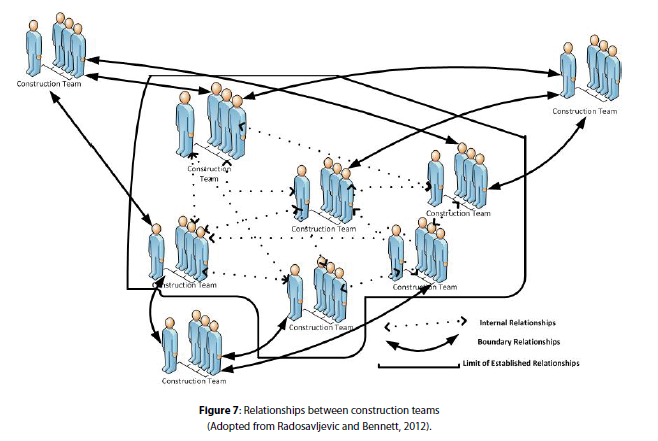 Construction Team
Construction Team
Construction
Team
Construction Team
Construction Team
Construction Team
Construction Team
Construction Team
Construction Team
Internal Relationships
Boundary Relationships
Limit of Established Relationships
Figure 7: Relationships between construction teams
(Adopted from Radosavljevic and Bennett, 2012).